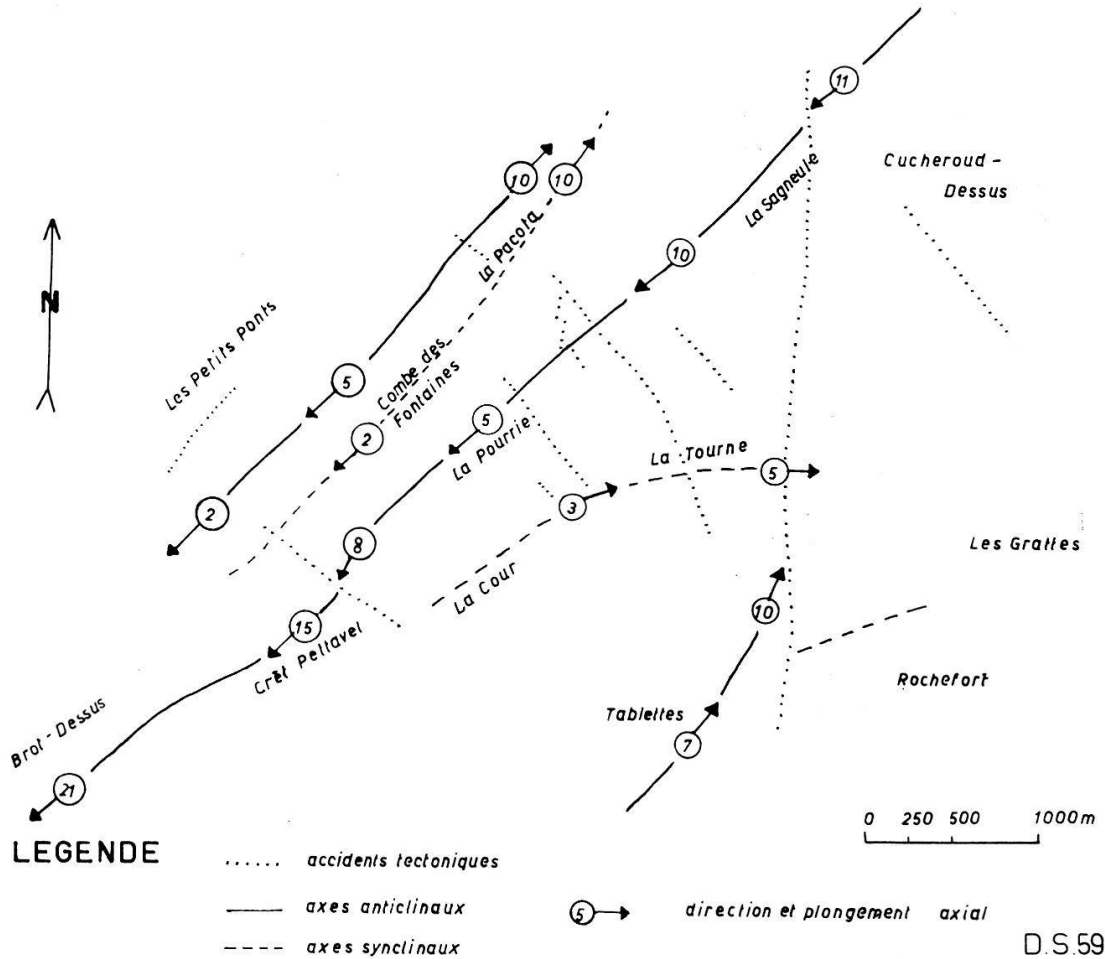 11
La Sagneule
Cucheroud-
Dessus
10
10
La Pacota
10
N
Les Petits Ponts
Combe des
Fontaines
5
2
5
La Pourrie
La Tourne
5
2
3
8
La Cour
Les Grattes
10
15
Crêt Peltavel
Rochefort
Tablettes
7
Brot-Dessus
21
0 250 500 1000m
LEGENDE
accidents tectoniques
axes anticlinaux
5
direction et plongement axial
axes synclinaux
D.S.59